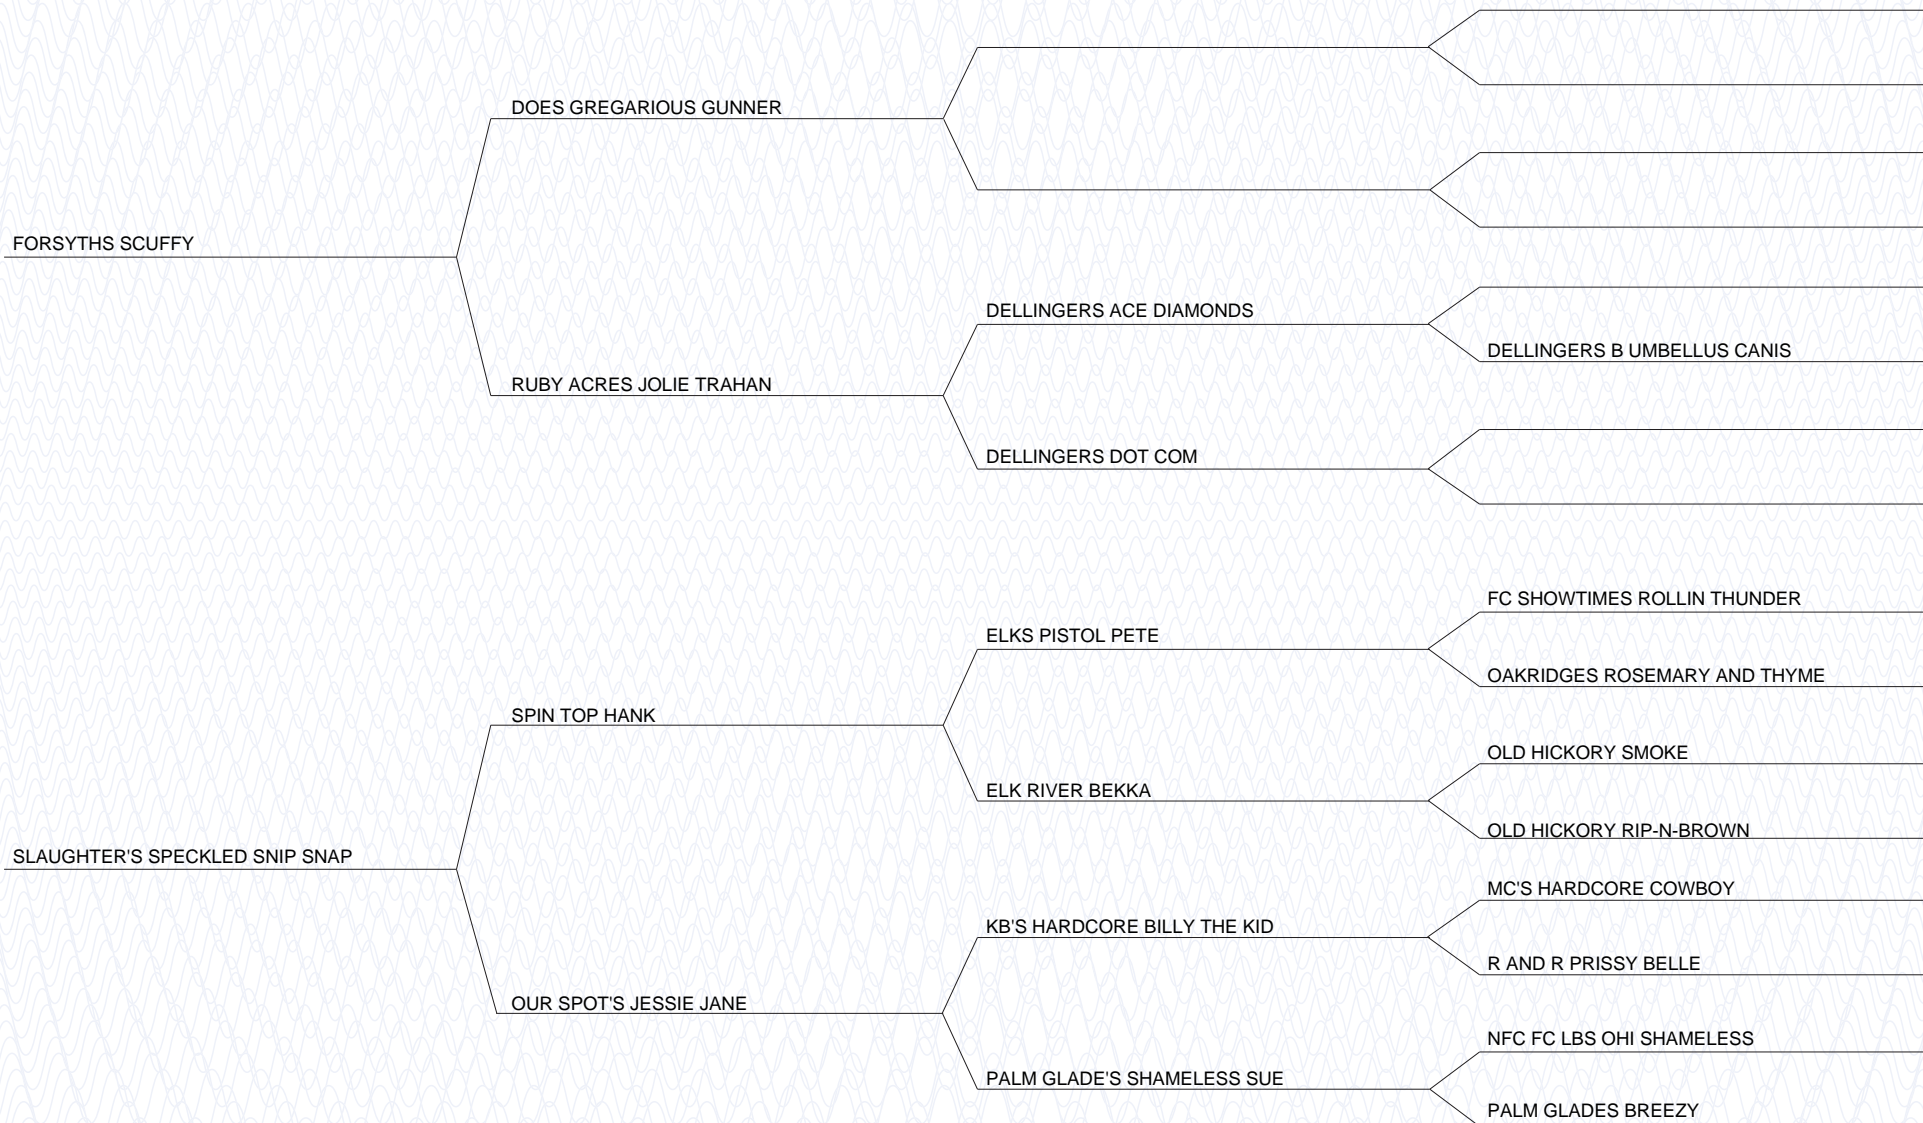 DOES GREGARIOUS GUNNER
FORSYTHS SCUFFY
DELLINGERS ACE DIAMONDS
DELLINGERS B UMBELLUS CANIS
RUBY ACRES JOLIE TRAHAN
DELLINGERS DOT COM
FC SHOWTIMES ROLLIN THUNDER
ELKS PISTOL PETE
OAKRIDGES ROSEMARY AND THYME
SPIN TOP HANK
OLD HICKORY SMOKE
ELK RIVER BEKKA
OLD HICKORY RIP-N-BROWN
SLAUGHTER'S SPECKLED SNIP SNAP
MC'S HARDCORE COWBOY
KB'S HARDCORE BILLY THE KID
R AND R PRISSY BELLE
OUR SPOT'S JESSIE JANE
NFC FC LBS OHI SHAMELESS
PALM GLADE'S SHAMELESS SUE
PALM GLADES BREEZY